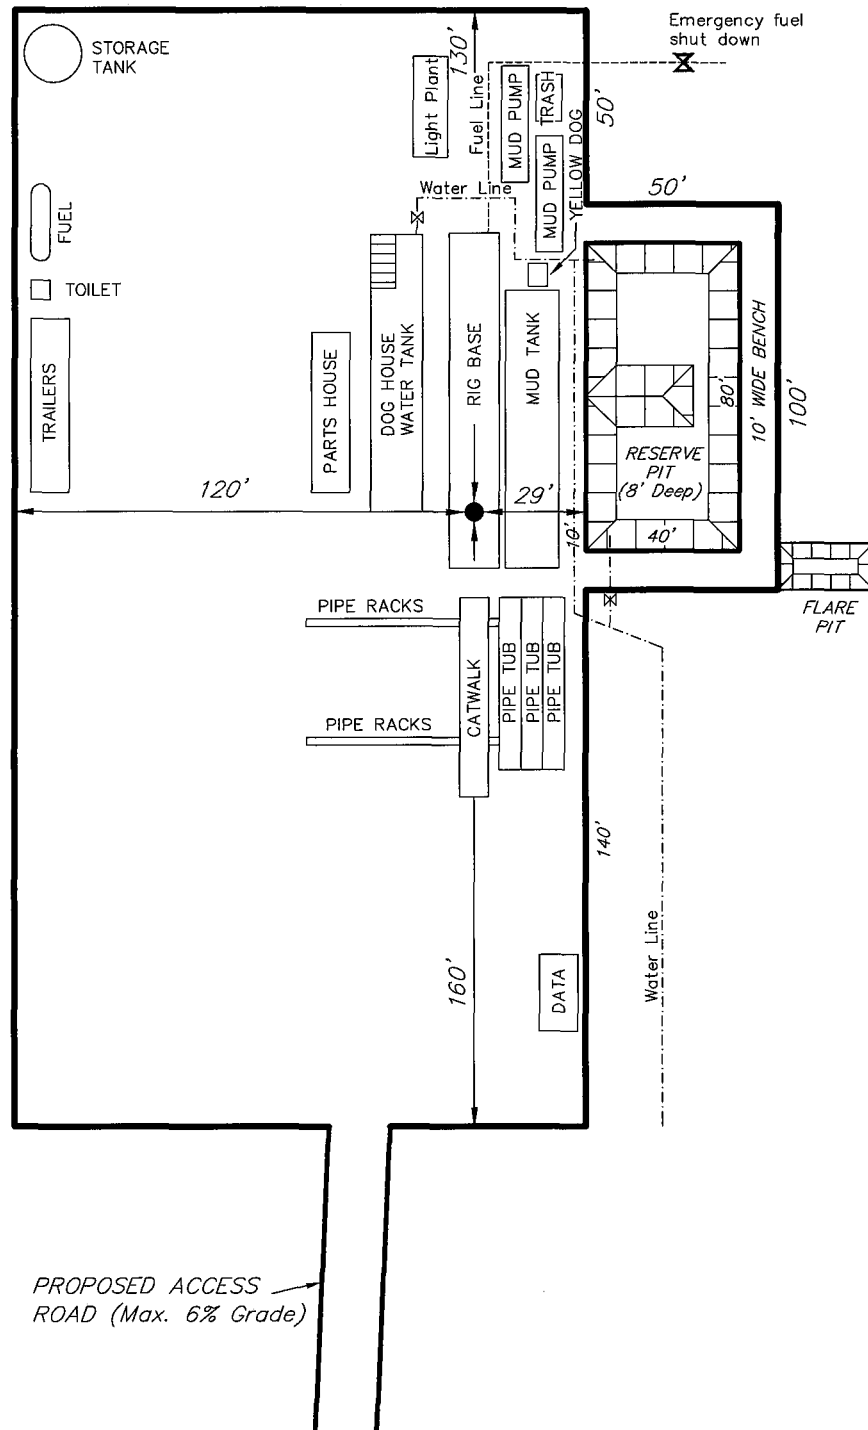 Emergency fuel
shut down
STORAGE
TANK
130'
Light Plant
Fuel Line
MUD PUMP
TRASH
50'
MUD PUMP
YELLOW DOG
Water Line
50'
FUEL
TOILET
TRAILERS
PARTS HOUSE
DOG HOUSE
WATER TANK
RIG BASE
MUD TANK
80'
10' WIDE BENCH
100'
RESERVE
PIT
(8' Deep)
120'
29'
10'
40'
FLARE
PIT
PIPE RACKS
CATWALK
PIPE TUB
PIPE TUB
PIPE TUB
PIPE RACKS
140'
Water Line
160'
DATA
PROPOSED ACCESS
ROAD (Max. 6% Grade)